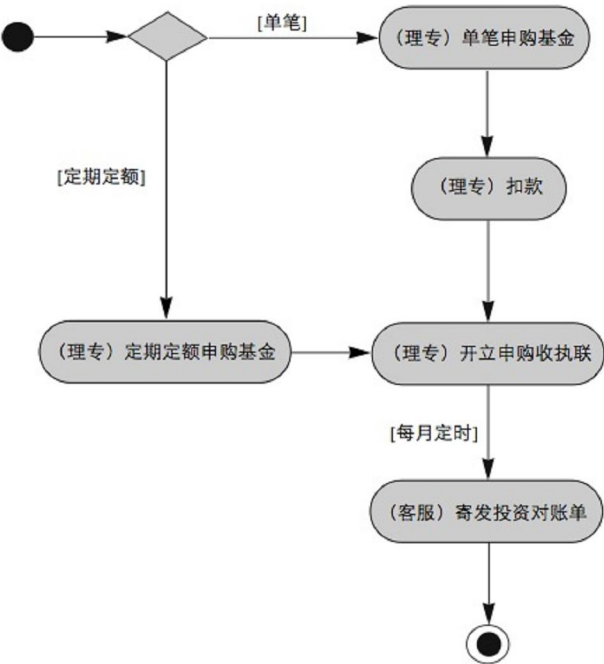 [单笔]
（理专）单笔申购基金
[定期定额]
（理专）扣款
（理专）定期定额申购基金
（理专）开立申购收执联
[每月定时]
（客服）寄发投资对账单